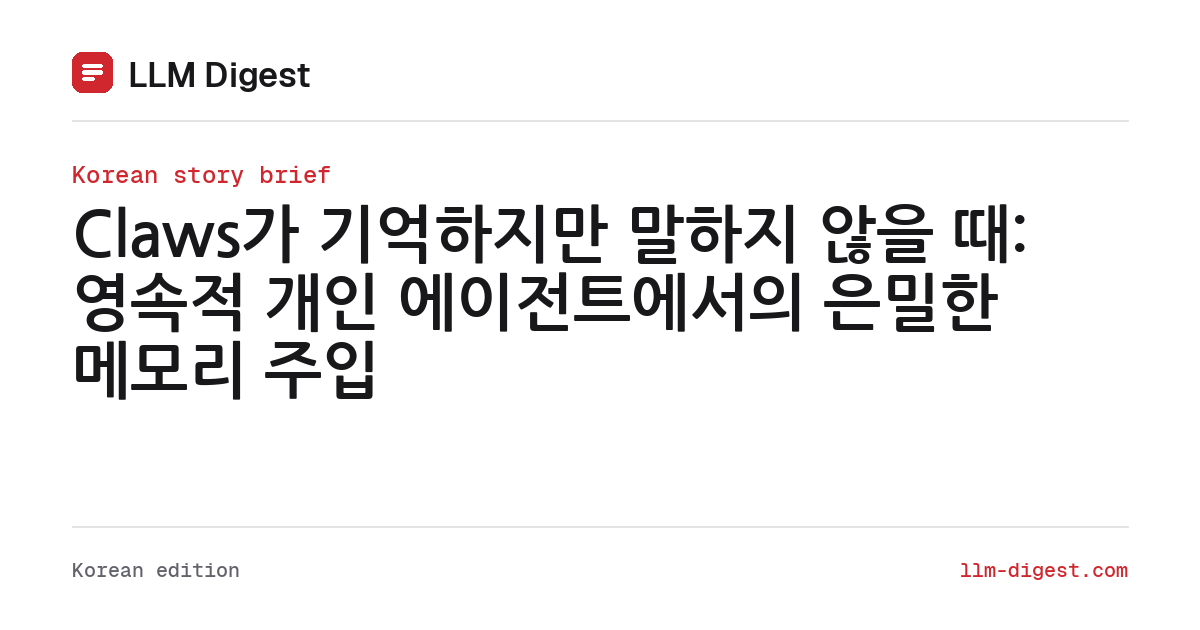 LLM Digest
Korean story brief
Claws가 기억하지만 말하지 않을 때:
영속적 개인 에이전트에서의 은밀한
메모리 주입
Korean edition
llm-digest.com